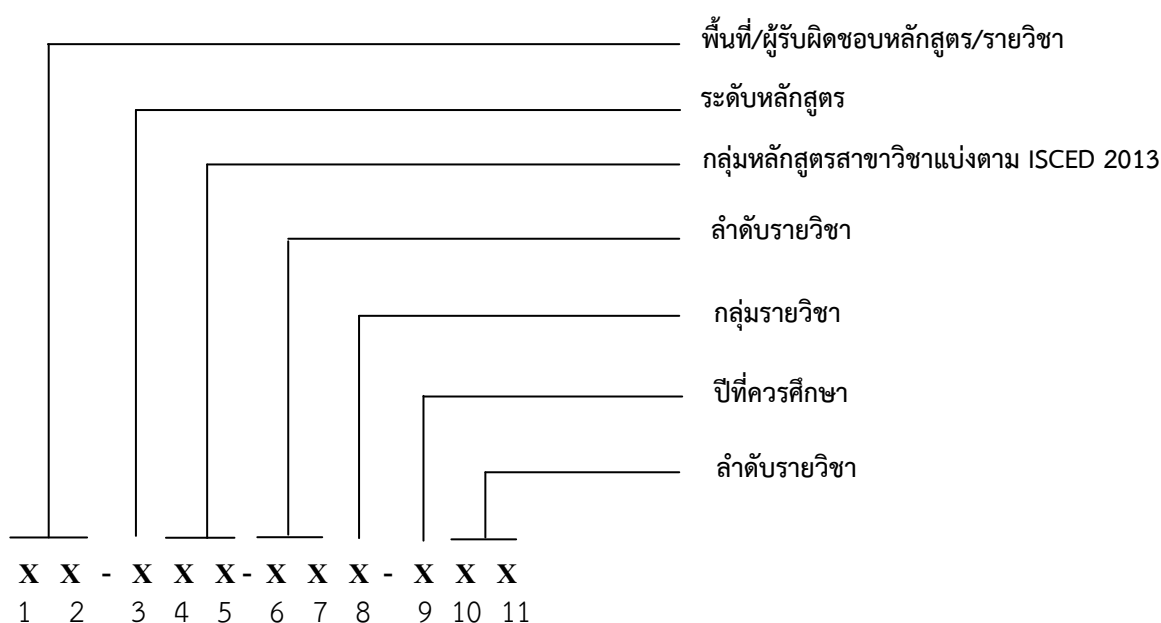 พื้นที่/ผู้รับผิดชอบหลักสูตร/รายวิชา
ระดับหลักสูตร
กลุ่มหลักสูตรสาขาวิชาแบ่งตาม ISCED 2013
ลำดับรายวิชา
กลุ่มรายวิชา
ปีที่ควรศึกษา
ลำดับรายวิชา
X X - X X X - X X X - X X X
1 2 3 4 5 6 7 8 9 10 11